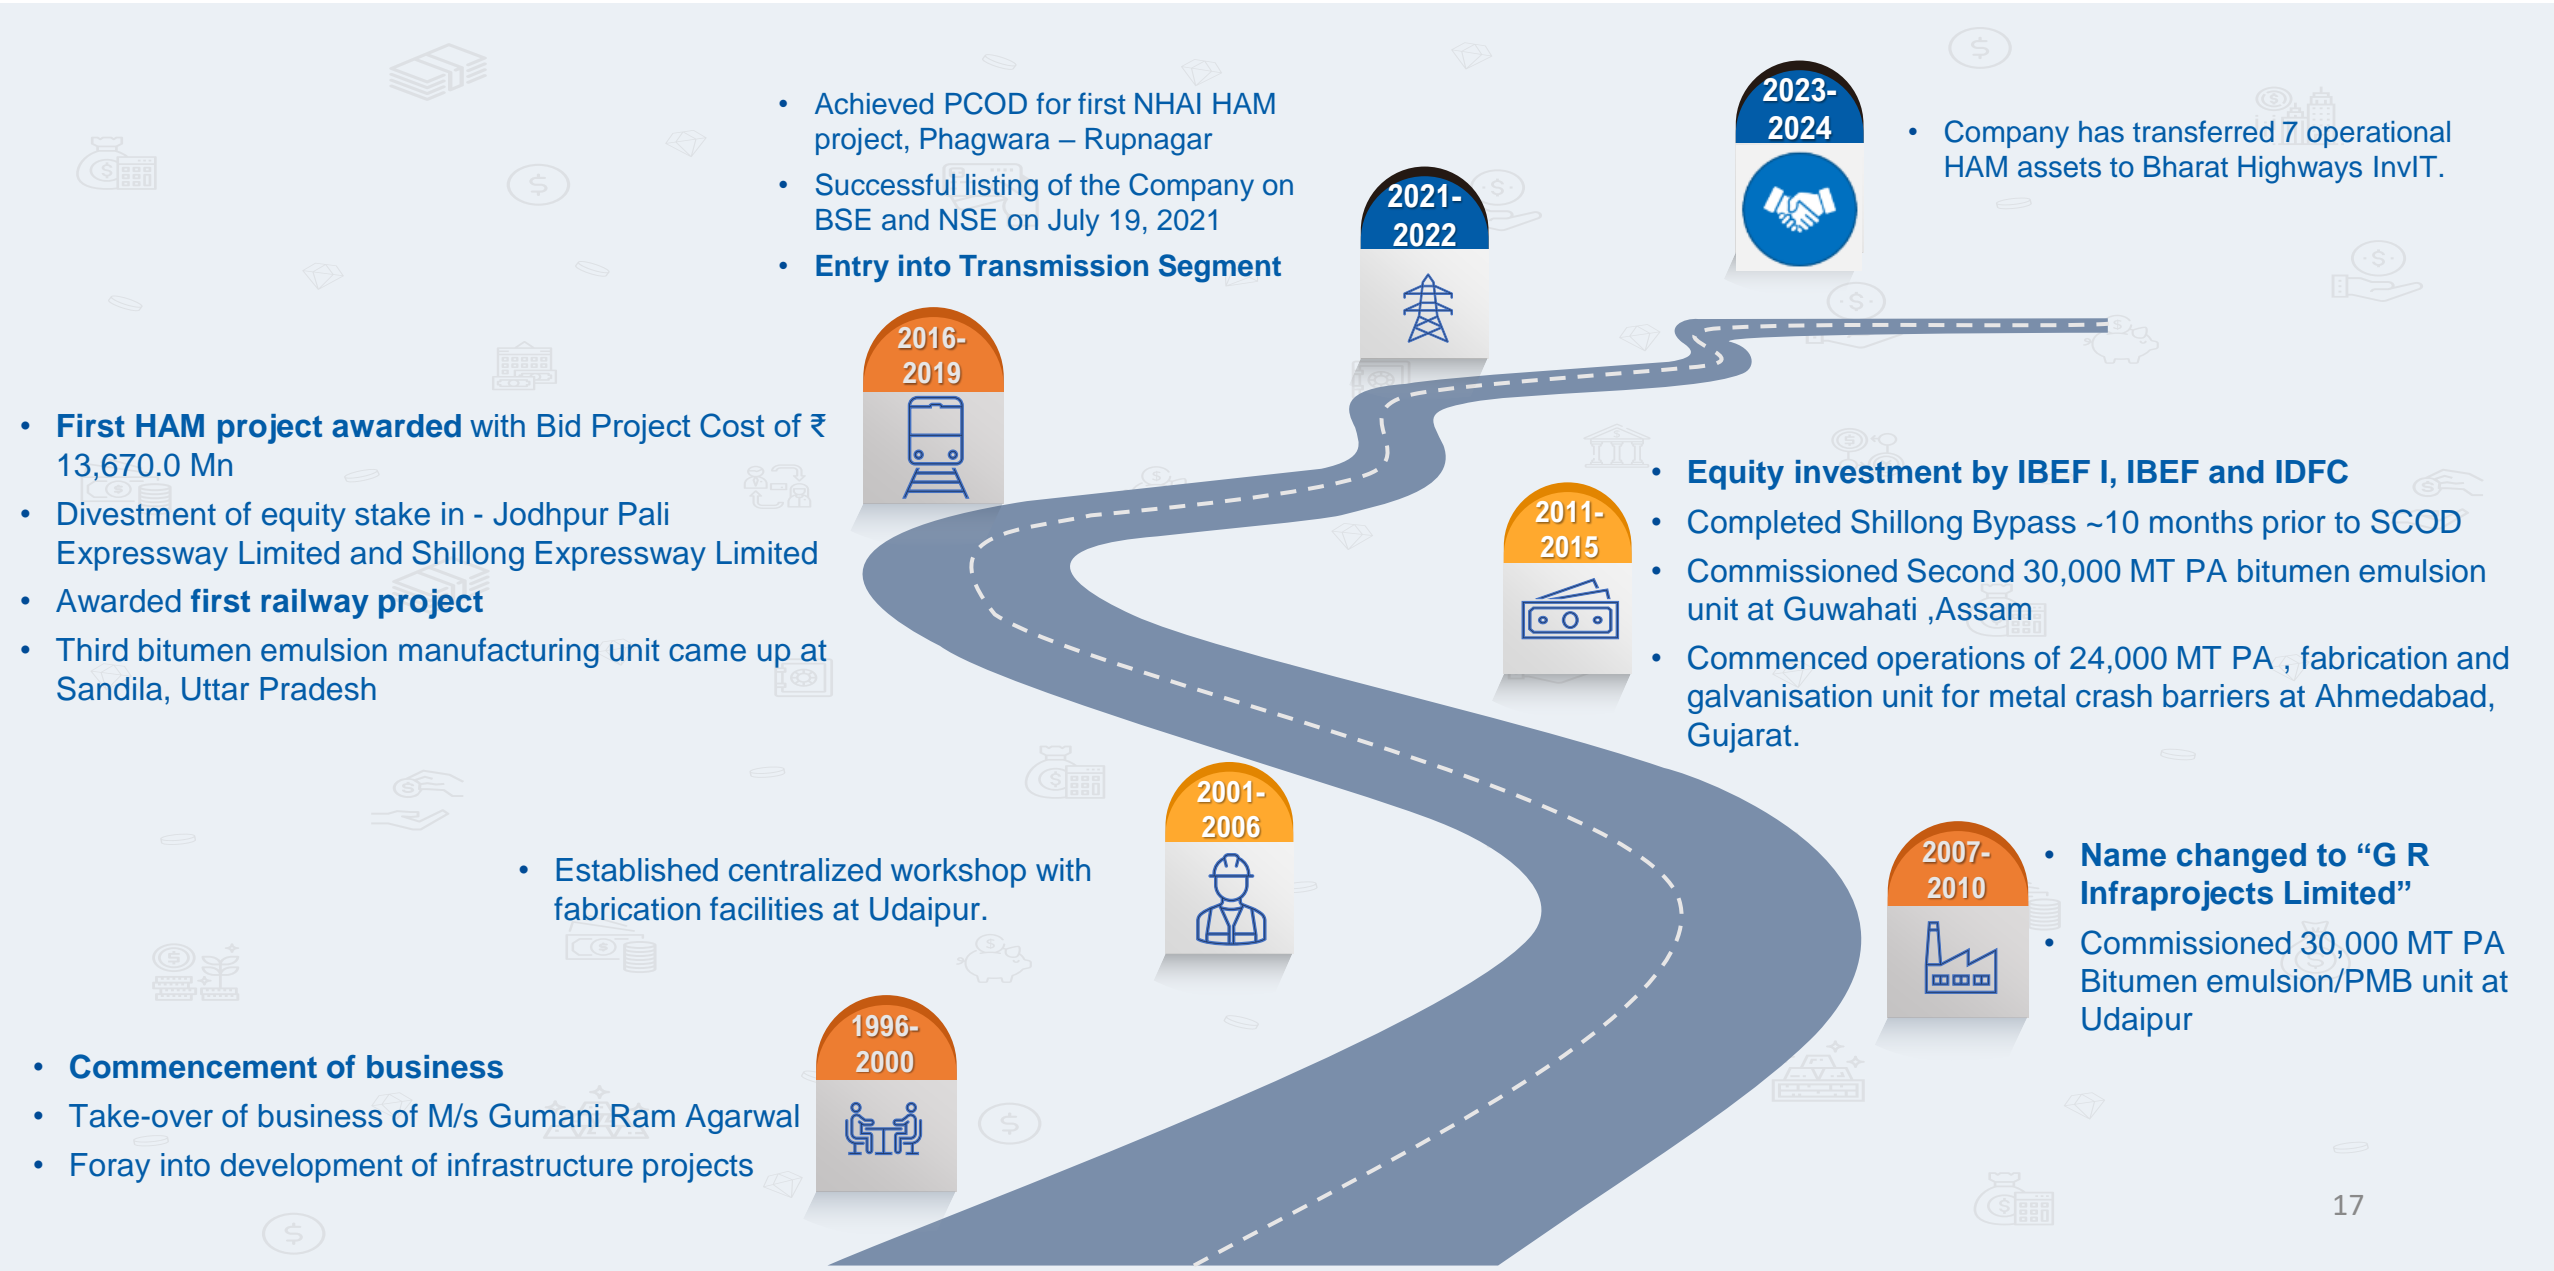 2023-
2024
• Company has transferred 7 operational
HAM assets to Bharat Highways InvIT.
• Achieved PCOD for first NHAI HAM
project, Phagwara – Rupnagar
• Successful listing of the Company on
BSE and NSE on July 19, 2021
• Entry into Transmission Segment
2021-
2022
2016-
2019
• First HAM project awarded with Bid Project Cost of ₹
13,670.0 Mn
• Divestment of equity stake in - Jodhpur Pali
Expressway Limited and Shillong Expressway Limited
• Awarded first railway project
• Third bitumen emulsion manufacturing unit came up at
Sandila, Uttar Pradesh
2011-
2015
• Equity investment by IBEF I, IBEF and IDFC
• Completed Shillong Bypass ~10 months prior to SCOD
• Commissioned Second 30,000 MT PA bitumen emulsion
unit at Guwahati ,Assam
• Commenced operations of 24,000 MT PA , fabrication and
galvanisation unit for metal crash barriers at Ahmedabad,
Gujarat.
2001-
2006
• Established centralized workshop with
fabrication facilities at Udaipur.
2007-
2010
• Name changed to “G R
Infraprojects Limited”
• Commissioned 30,000 MT PA
Bitumen emulsion/PMB unit at
Udaipur
1996-
2000
• Commencement of business
• Take-over of business of M/s Gumani Ram Agarwal
• Foray into development of infrastructure projects
17